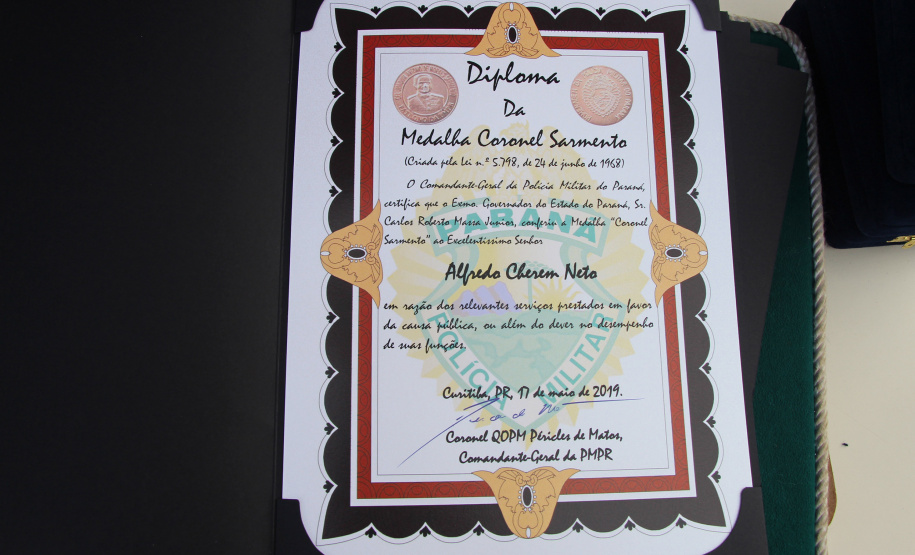 Diploma
Da
Medalha Coronel Sarmento
(Criada pela Lei n.º 5.798, de 24 de junho de 1968)
O Comandante-Geral da Polícia Militar do Paraná,
certifica que o Exmo. Governador do Estado do Paraná, Sr.
Carlos Roberto Massa Junior, conferiu a Medalha "Coronel
Sarmento" ao Excelentíssimo Senhor
Alfredo Cherem Neto
em razão dos relevantes serviços prestados em favor
da causa pública, ou além do dever no desempenho
de suas funções.
Curitiba, PR, 17 de maio de 2019.
Coronel QOPM Péricles de Matos,
Comandante-Geral da PMPR
PARANÁ
POLÍCIA MILITAR